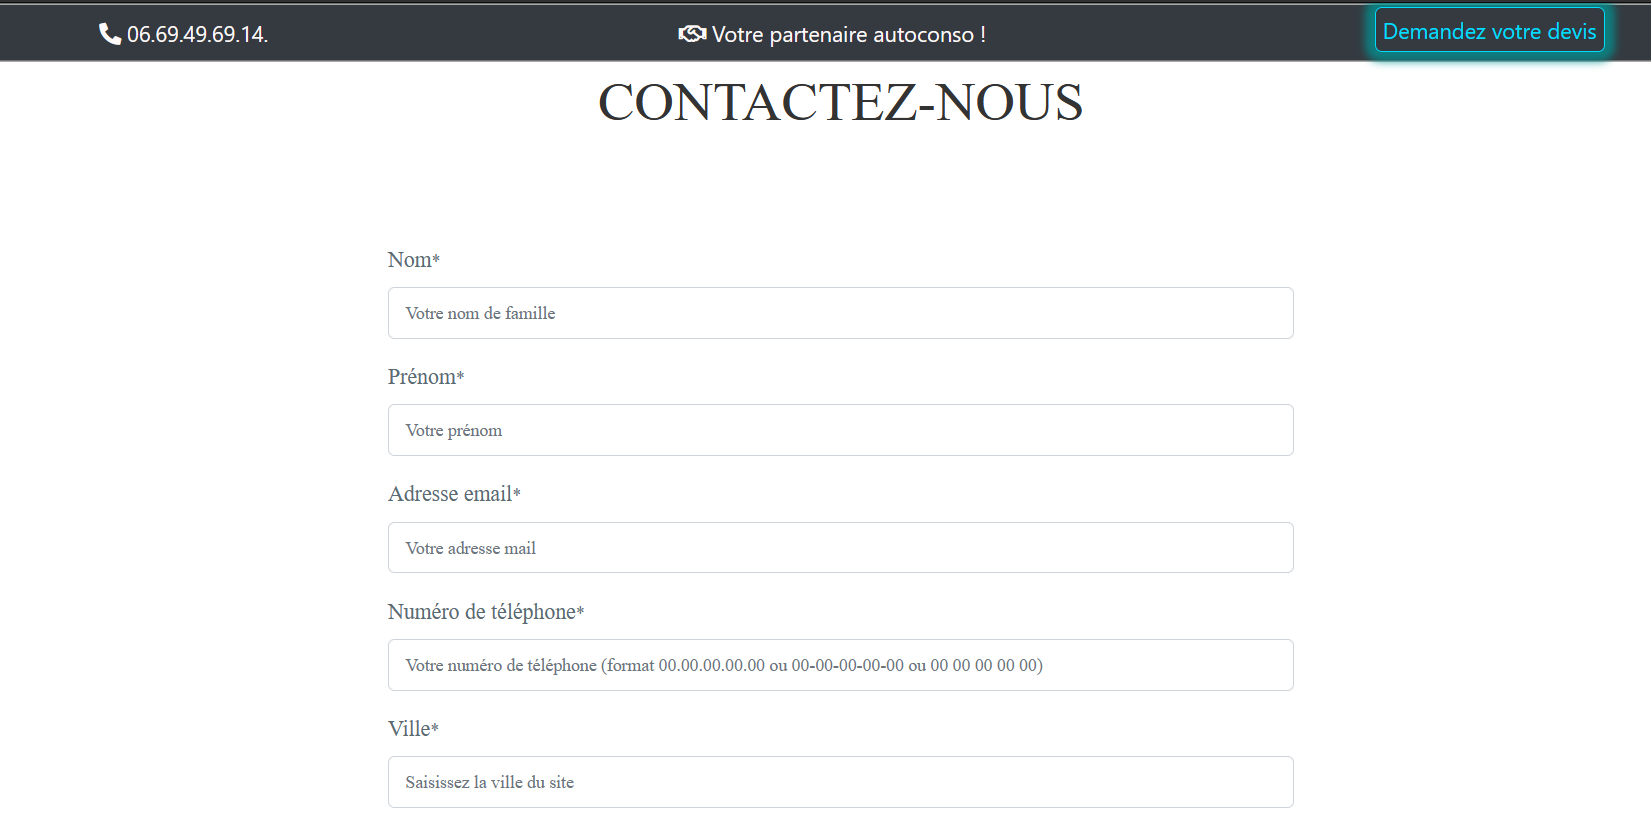 06.69.49.69.14.
Votre partenaire autoconso !
Demandez votre devis
CONTACTEZ-NOUS
Nom*
Votre nom de famille
Prénom*
Votre prénom
Adresse email*
Votre adresse mail
Numéro de téléphone*
Votre numéro de téléphone (format 00.00.00.00.00 ou 00-00-00-00-00 ou 00 00 00 00 00)
Ville*
Saisissez la ville du site